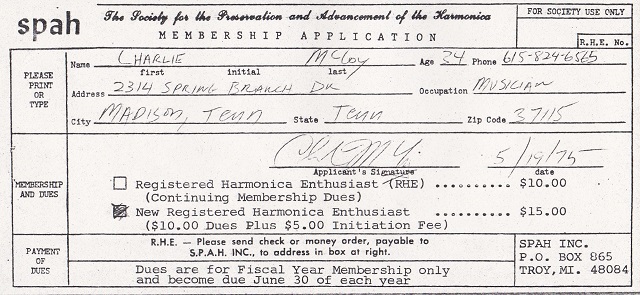 spah
The Society for the Preservation and Advancement of the Harmonica
MEMBERSHIP APPLICATION
FOR SOCIETY USE ONLY
R.H.E. No.
PLEASE PRINT OR TYPE
Name CHARLIE McCoy Age 34 Phone 615-824-6565
first initial last
Address 2314 SPRING BRANCH DR Occupation MUSICIAN
City MADISON, TENN State TENN Zip Code 37115
5/19/75
Applicant's Signature date
MEMBERSHIP AND DUES
Registered Harmonica Enthusiast (RHE) .......... $10.00
(Continuing Membership Dues)
New Registered Harmonica Enthusiast .......... $15.00
($10.00 Dues Plus $5.00 Initiation Fee)
PAYMENT OF DUES
R.H.E. — Please send check or money order, payable to
S.P.A.H. INC., to address in box at right.
Dues are for Fiscal Year Membership only
and become due June 30 of each year
SPAH INC.
P.O. BOX 865
TROY, MI. 48084